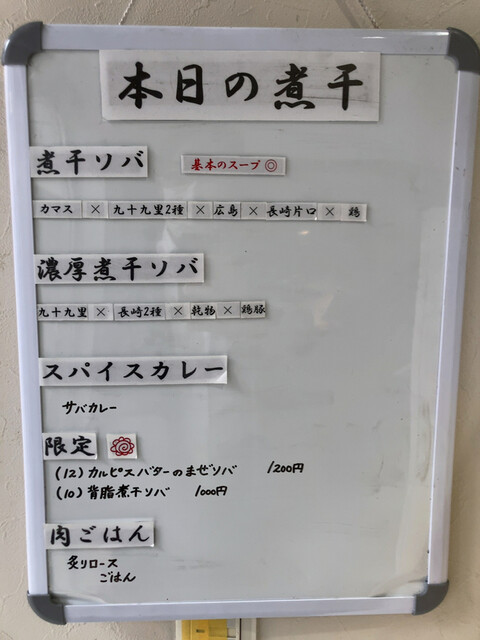 本日の煮干
煮干ソバ 基本のスープ◎
カマス × 九十九里2種 × 広島 × 長崎片口 × 鶏
濃厚煮干ソバ
九十九里 × 長崎2種 × 乾物 × 鶏豚
スパイスカレー
サバカレー
限定
(12) カルピスバターのまぜソバ 1200円
(10) 背脂煮干ソバ 1000円
肉ごはん
炙りロース
ごはん